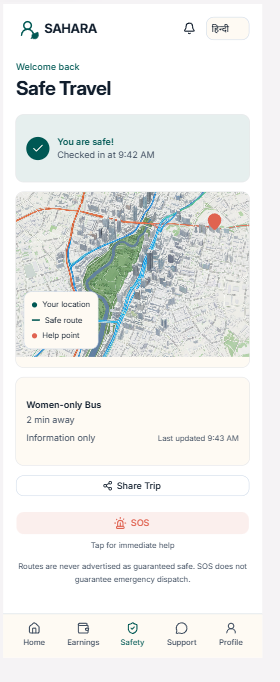 SAHARA
हिन्दी
Welcome back
Safe Travel
You are safe!
Checked in at 9:42 AM
Your location
Safe route
Help point
Women-only Bus
2 min away
Information only
Last updated 9:43 AM
Share Trip
SOS
Tap for immediate help
Routes are never advertised as guaranteed safe. SOS does not
guarantee emergency dispatch.
Home
Earnings
Safety
Support
Profile